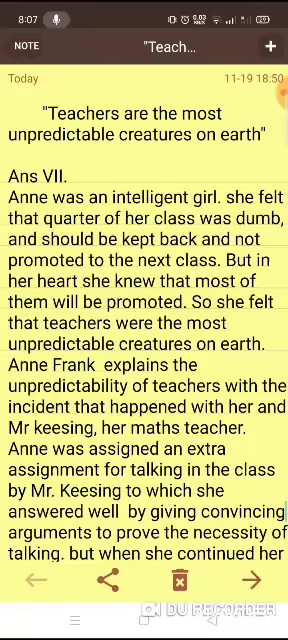 8:07
0.03
KB/S
NOTE
"Teach...
+
Today
11-19 18:50
"Teachers are the most
unpredictable creatures on earth"
Ans VII.
Anne was an intelligent girl. she felt
that quarter of her class was dumb,
and should be kept back and not
promoted to the next class. But in
her heart she knew that most of
them will be promoted. So she felt
that teachers were the most
unpredictable creatures on earth.
Anne Frank  explains the
unpredictability of teachers with the
incident that happened with her and
Mr keesing, her maths teacher.
Anne was assigned an extra
assignment for talking in the class
by Mr. Keesing to which she
answered well  by giving convincing
arguments to prove the necessity of
talking. but when she continued her
DU RECORDER